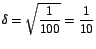 δ = √(1/100) = 1/10